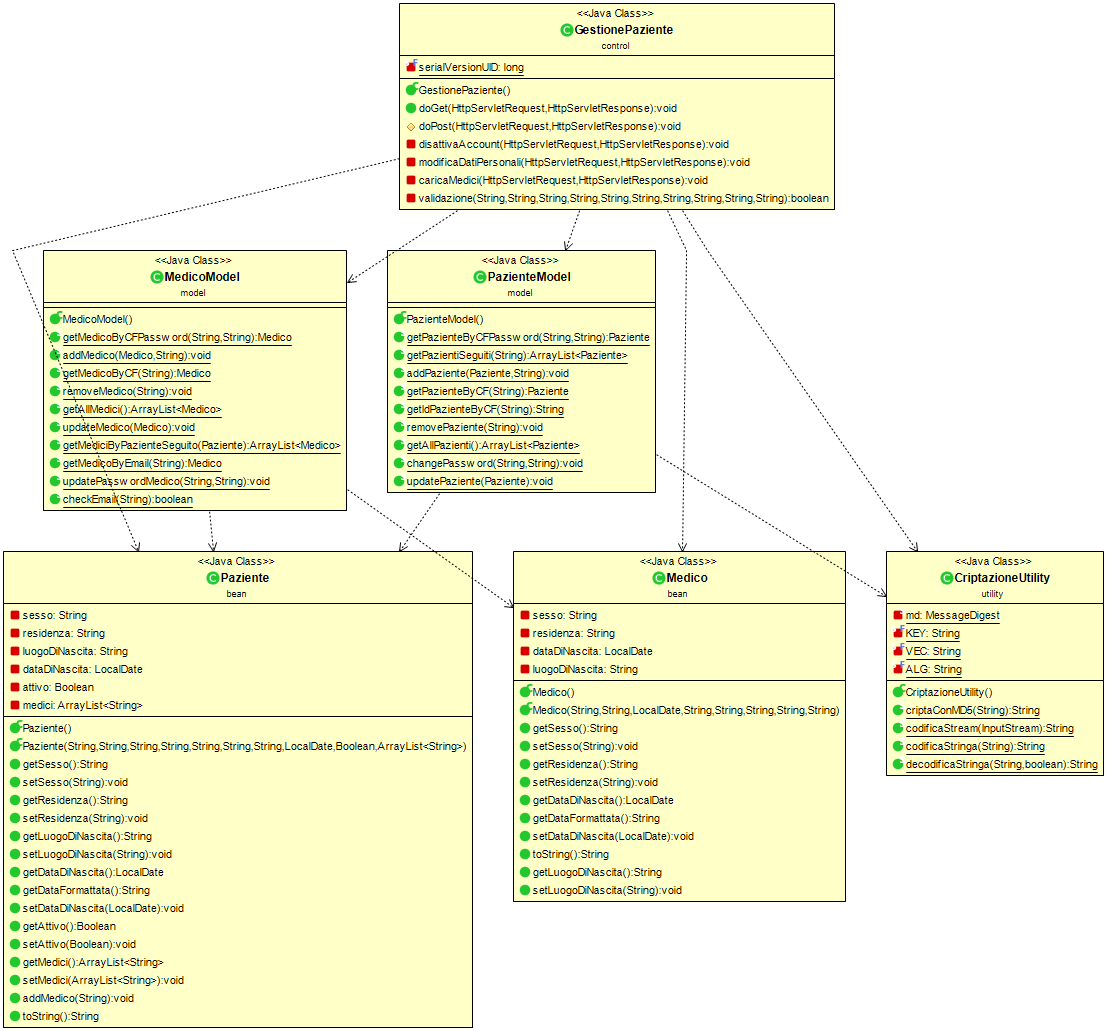 <<Java Class>>
GestionePaziente
control
serialVersionUID: long
GestionePaziente()
doGet(HttpServletRequest,HttpServletResponse):void
doPost(HttpServletRequest,HttpServletResponse):void
disattivaAccount(HttpServletRequest,HttpServletResponse):void
modificaDatiPersonali(HttpServletRequest,HttpServletResponse):void
caricaMedici(HttpServletRequest,HttpServletResponse):void
validazione(String,String,String,String,String,String,String,String,String,String):boolean
<<Java Class>>
MedicoModel
model
MedicoModel()
getMedicoByCFPassword(String,String):Medico
addMedico(Medico,String):void
getMedicoByCF(String):Medico
removeMedico(String):void
getAllMedici():ArrayList<Medico>
updateMedico(Medico):void
getMediciByPazienteSeguito(Paziente):ArrayList<Medico>
getMedicoByEmail(String):Medico
updatePasswordMedico(String,String):void
checkEmail(String):boolean
<<Java Class>>
PazienteModel
model
PazienteModel()
getPazienteByCFPassword(String,String):Paziente
getPazientiSeguiti(String):ArrayList<Paziente>
addPaziente(Paziente,String):void
getPazienteByCF(String):Paziente
getIdPazienteByCF(String):String
removePaziente(String):void
getAllPazienti():ArrayList<Paziente>
changePassword(String,String):void
updatePaziente(Paziente):void
<<Java Class>>
Paziente
bean
sesso: String
residenza: String
luogoDiNascita: String
dataDiNascita: LocalDate
attivo: Boolean
medici: ArrayList<String>
Paziente()
Paziente(String,String,String,String,String,String,String,LocalDate,Boolean,ArrayList<String>)
getSesso():String
setSesso(String):void
getResidenza():String
setResidenza(String):void
getLuogoDiNascita():String
setLuogoDiNascita(String):void
getDataDiNascita():LocalDate
getDataFormattata():String
setDataDiNascita(LocalDate):void
getAttivo():Boolean
setAttivo(Boolean):void
getMedici():ArrayList<String>
setMedici(ArrayList<String>):void
addMedico(String):void
toString():String
<<Java Class>>
Medico
bean
sesso: String
residenza: String
dataDiNascita: LocalDate
luogoDiNascita: String
Medico()
Medico(String,String,LocalDate,String,String,String,String,String)
getSesso():String
setSesso(String):void
getResidenza():String
setResidenza(String):void
getDataDiNascita():LocalDate
getDataFormattata():String
setDataDiNascita(LocalDate):void
toString():String
getLuogoDiNascita():String
setLuogoDiNascita(String):void
<<Java Class>>
CriptazioneUtility
utility
md: MessageDigest
KEY: String
VEC: String
ALG: String
CriptazioneUtility()
criptaConMD5(String):String
codificaStream(InputStream):String
codificaStringa(String):String
decodificaStringa(String,boolean):String